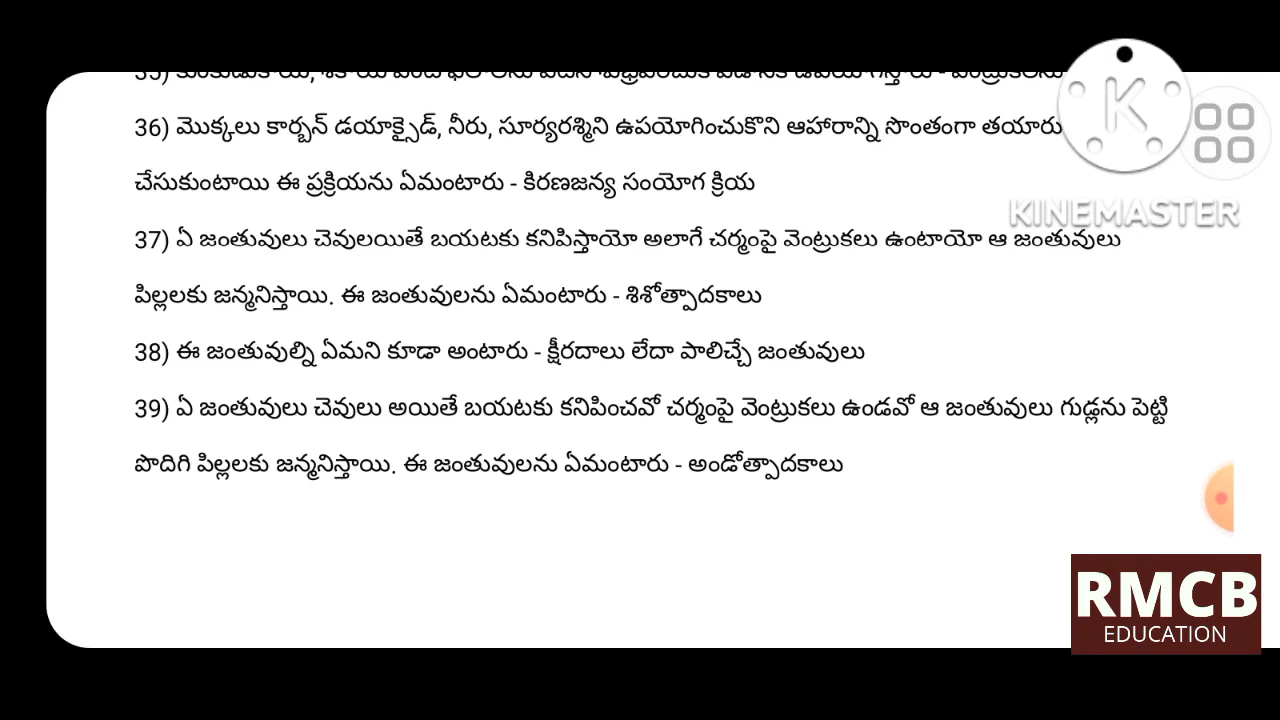 36) మొక్కలు కార్బన్ డయాక్సైడ్, నీరు, సూర్యరశ్మిని ఉపయోగించుకొని ఆహారాన్ని సొంతంగా తయారు
చేసుకుంటాయి ఈ ప్రక్రియను ఏమంటారు - కిరణజన్య సంయోగ క్రియ
KINEMASTER
37) ఏ జంతువులు చెవులయితే బయటకు కనిపిస్తాయో అలాగే చర్మంపై వెంట్రుకలు ఉంటాయో ఆ జంతువులు
పిల్లలకు జన్మనిస్తాయి. ఈ జంతువులను ఏమంటారు - శిశోత్పాదకాలు
38) ఈ జంతువుల్ని ఏమని కూడా అంటారు - క్షీరదాలు లేదా పాలిచ్చే జంతువులు
39) ఏ జంతువులు చెవులు అయితే బయటకు కనిపించవో చర్మంపై వెంట్రుకలు ఉండవో ఆ జంతువులు గుడ్లను పెట్టి
పొదిగి పిల్లలకు జన్మనిస్తాయి. ఈ జంతువులను ఏమంటారు - అండోత్పాదకాలు
RMCB
EDUCATION